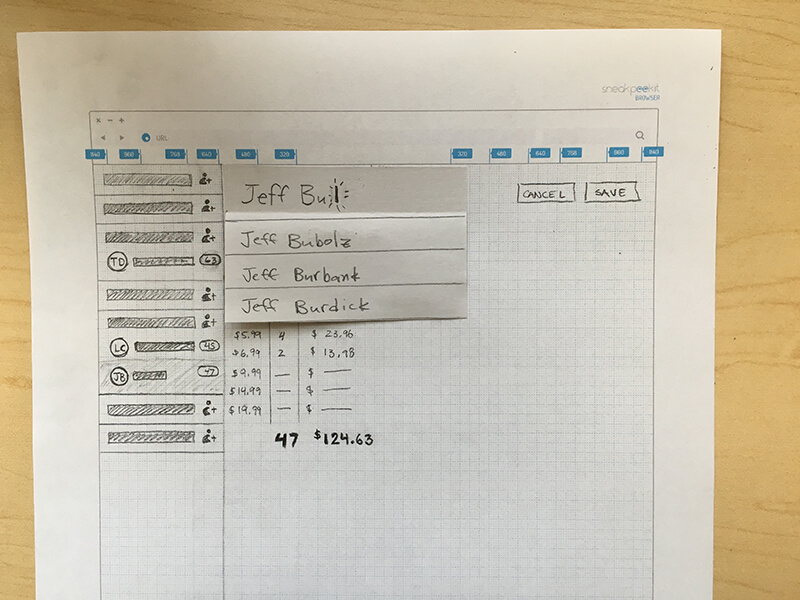 sneakpeekit
BROWSER
URL
840 960 768 640 480 320 320 480 640 768 960 840
Jeff Bu
CANCEL SAVE
Jeff Bubolz
TD 63
Jeff Burbank
Jeff Burdick
$5.99 4 $ 23.96
LC 45 $6.99 2 $ 13.98
JB 47 $9.99 — $ —
$14.99 — $ —
$19.99 — $ —
47 $124.63